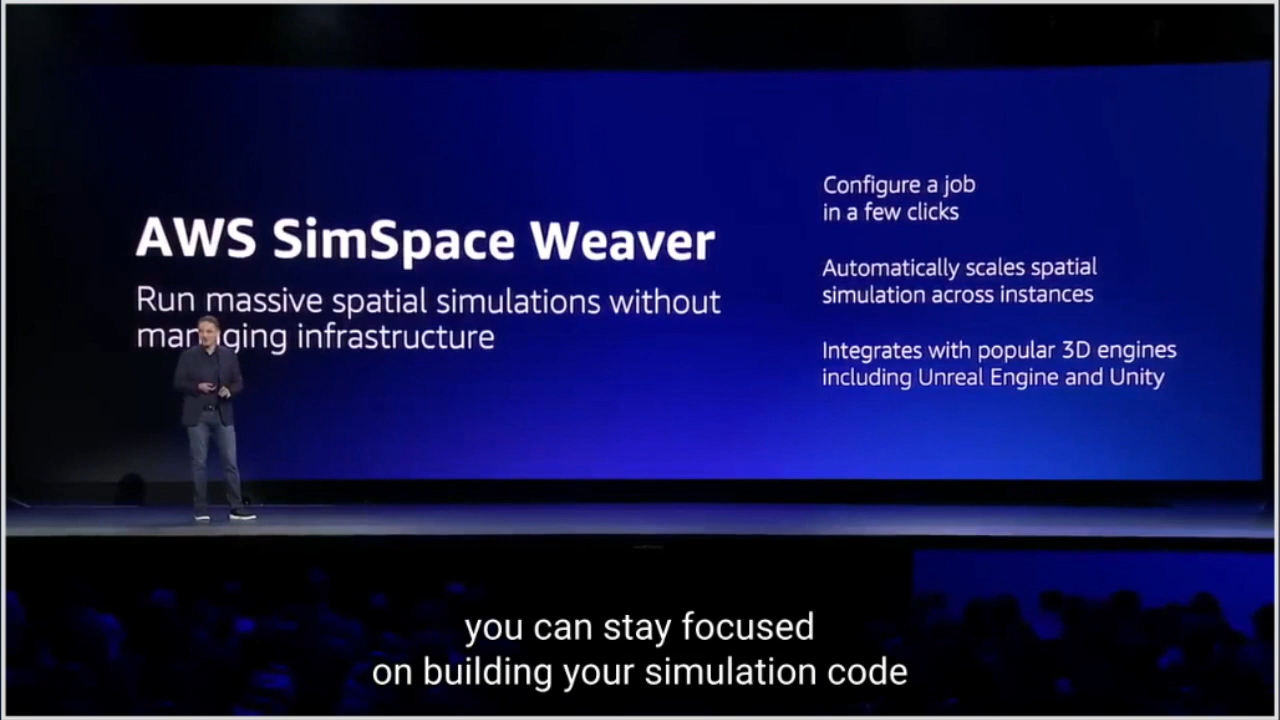 AWS SimSpace Weaver
Run massive spatial simulations without
managing infrastructure
Configure a job
in a few clicks
Automatically scales spatial
simulation across instances
Integrates with popular 3D engines
including Unreal Engine and Unity
you can stay focused
on building your simulation code